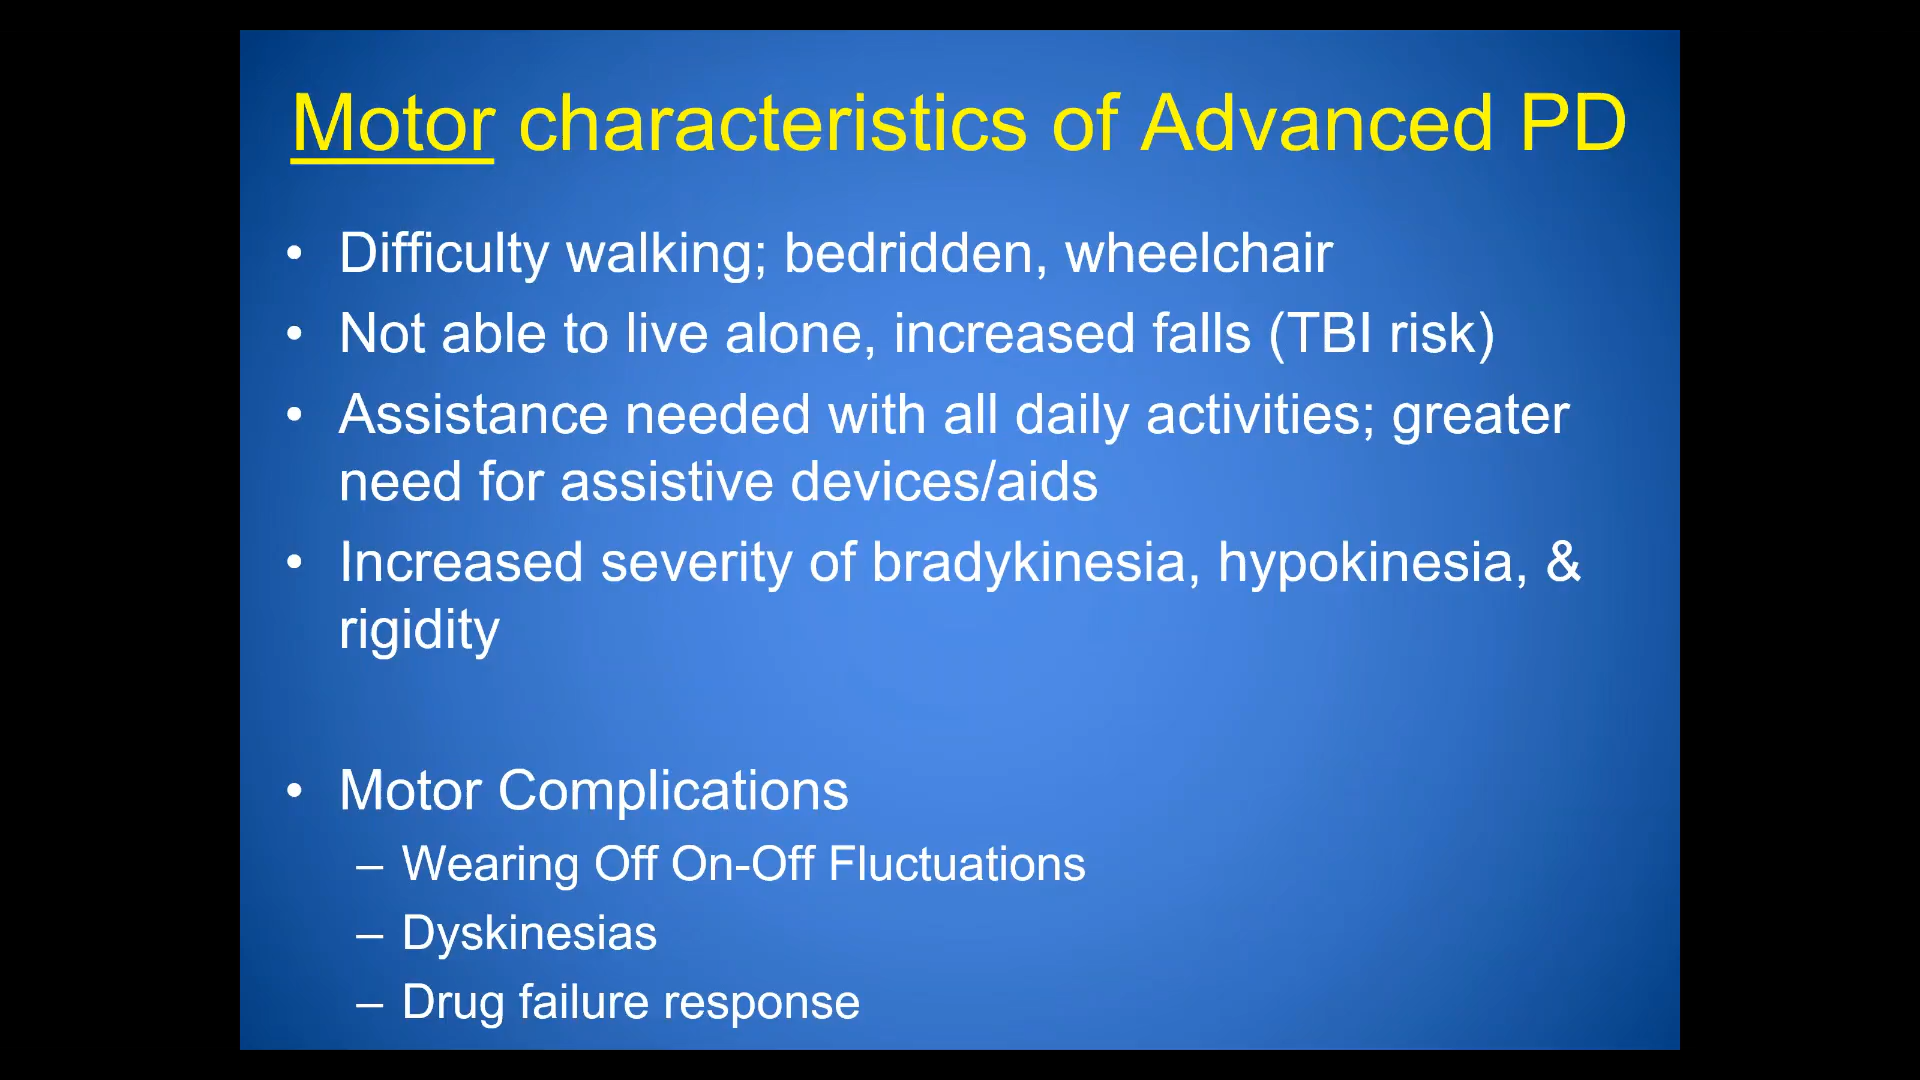 Motor characteristics of Advanced PD
• Difficulty walking; bedridden, wheelchair
• Not able to live alone, increased falls (TBI risk)
• Assistance needed with all daily activities; greater
need for assistive devices/aids
• Increased severity of bradykinesia, hypokinesia, &
rigidity
• Motor Complications
– Wearing Off On-Off Fluctuations
– Dyskinesias
– Drug failure response